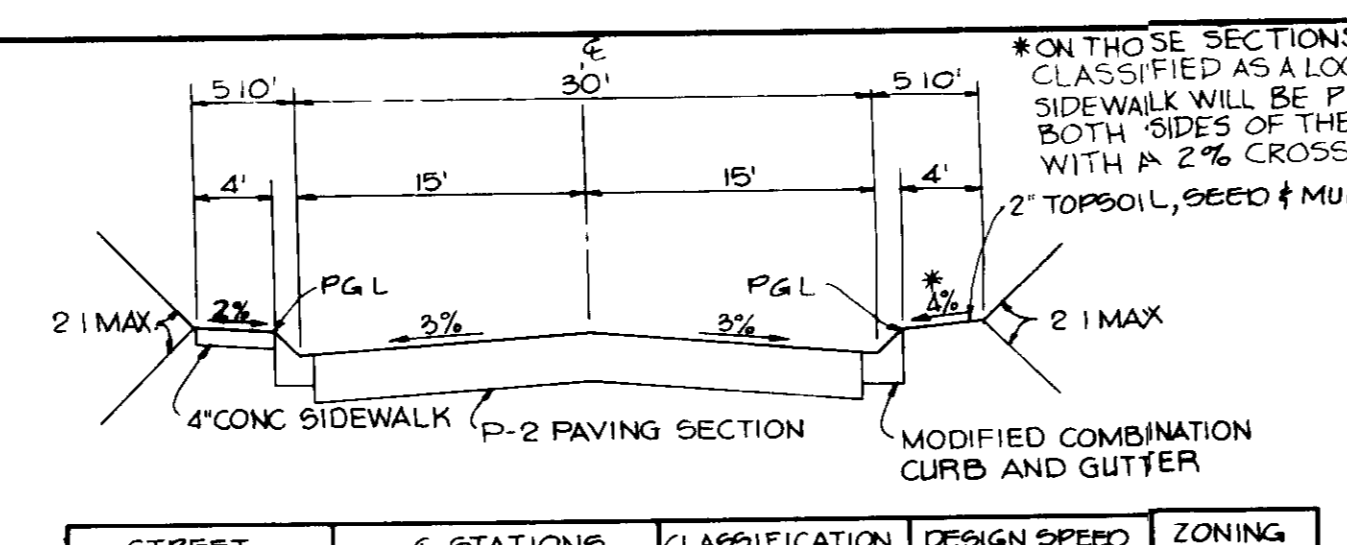 ℄
*ON THOSE SECTIONS
CLASSIFIED AS A LOC
SIDEWALK WILL BE P
BOTH SIDES OF THE
WITH A 2% CROSS
5 10' 30' 5 10'
4' 15' 15' 4'
2" TOPSOIL, SEED & MU
PGL PGL *
2 1 MAX 2% 3% 3% 4% 2 1 MAX
4" CONC SIDEWALK P-2 PAVING SECTION
MODIFIED COMBINATION
CURB AND GUTTER
STREET ℄ STATIONS CLASSIFICATION DESIGN SPEED ZONING